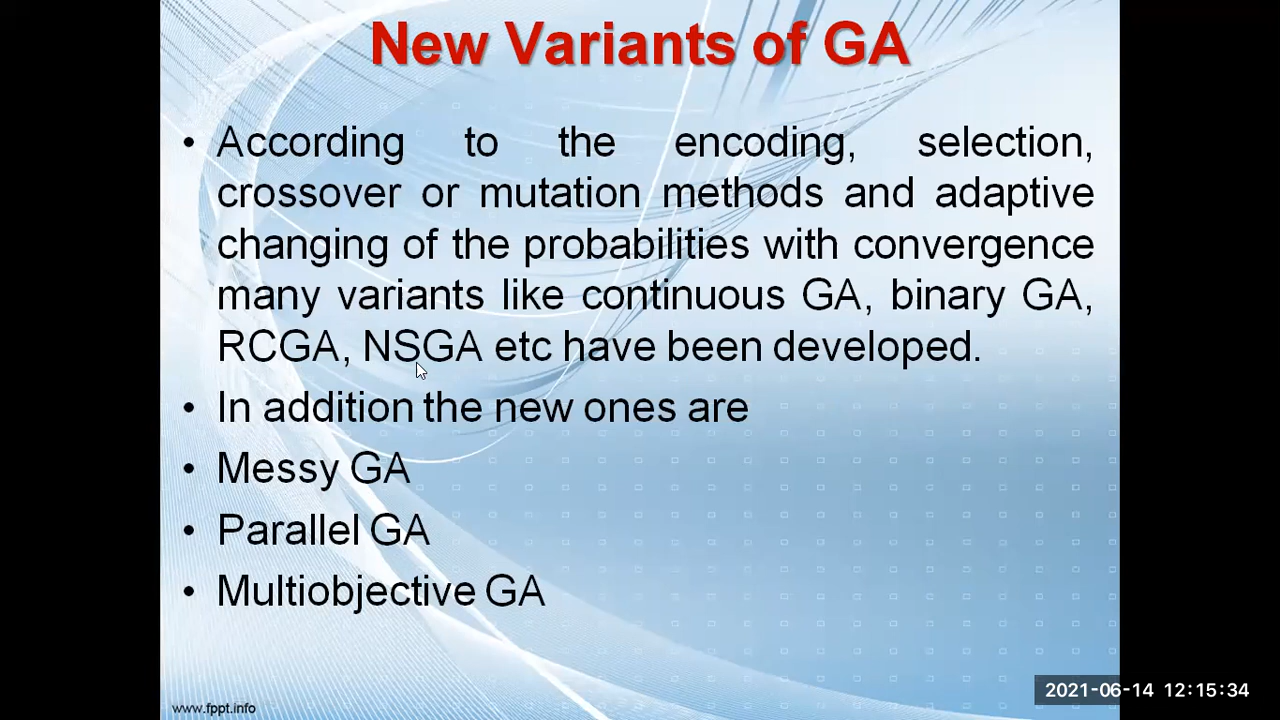 New Variants of GA
• According to the encoding, selection,
crossover or mutation methods and adaptive
changing of the probabilities with convergence
many variants like continuous GA, binary GA,
RCGA, NSGA etc have been developed.
• In addition the new ones are
• Messy GA
• Parallel GA
• Multiobjective GA
www.fppt.info
2021-06-14 12:15:34